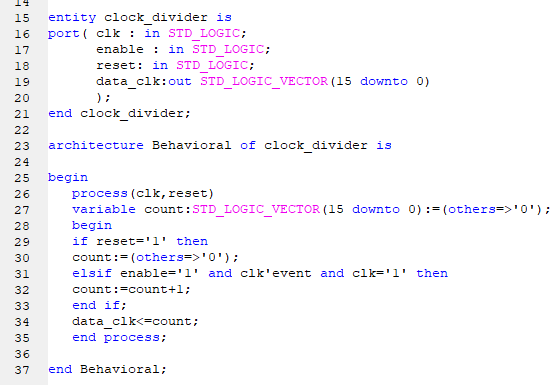 14
15 entity clock_divider is
16 port( clk : in STD_LOGIC;
17 enable : in STD_LOGIC;
18 reset: in STD_LOGIC;
19 data_clk:out STD_LOGIC_VECTOR(15 downto 0)
20 );
21 end clock_divider;
22
23 architecture Behavioral of clock_divider is
24
25 begin
26 process(clk,reset)
27 variable count:STD_LOGIC_VECTOR(15 downto 0):=(others=>'0');
28 begin
29 if reset='1' then
30 count:=(others=>'0');
31 elsif enable='1' and clk'event and clk='1' then
32 count:=count+1;
33 end if;
34 data_clk<=count;
35 end process;
36
37 end Behavioral;